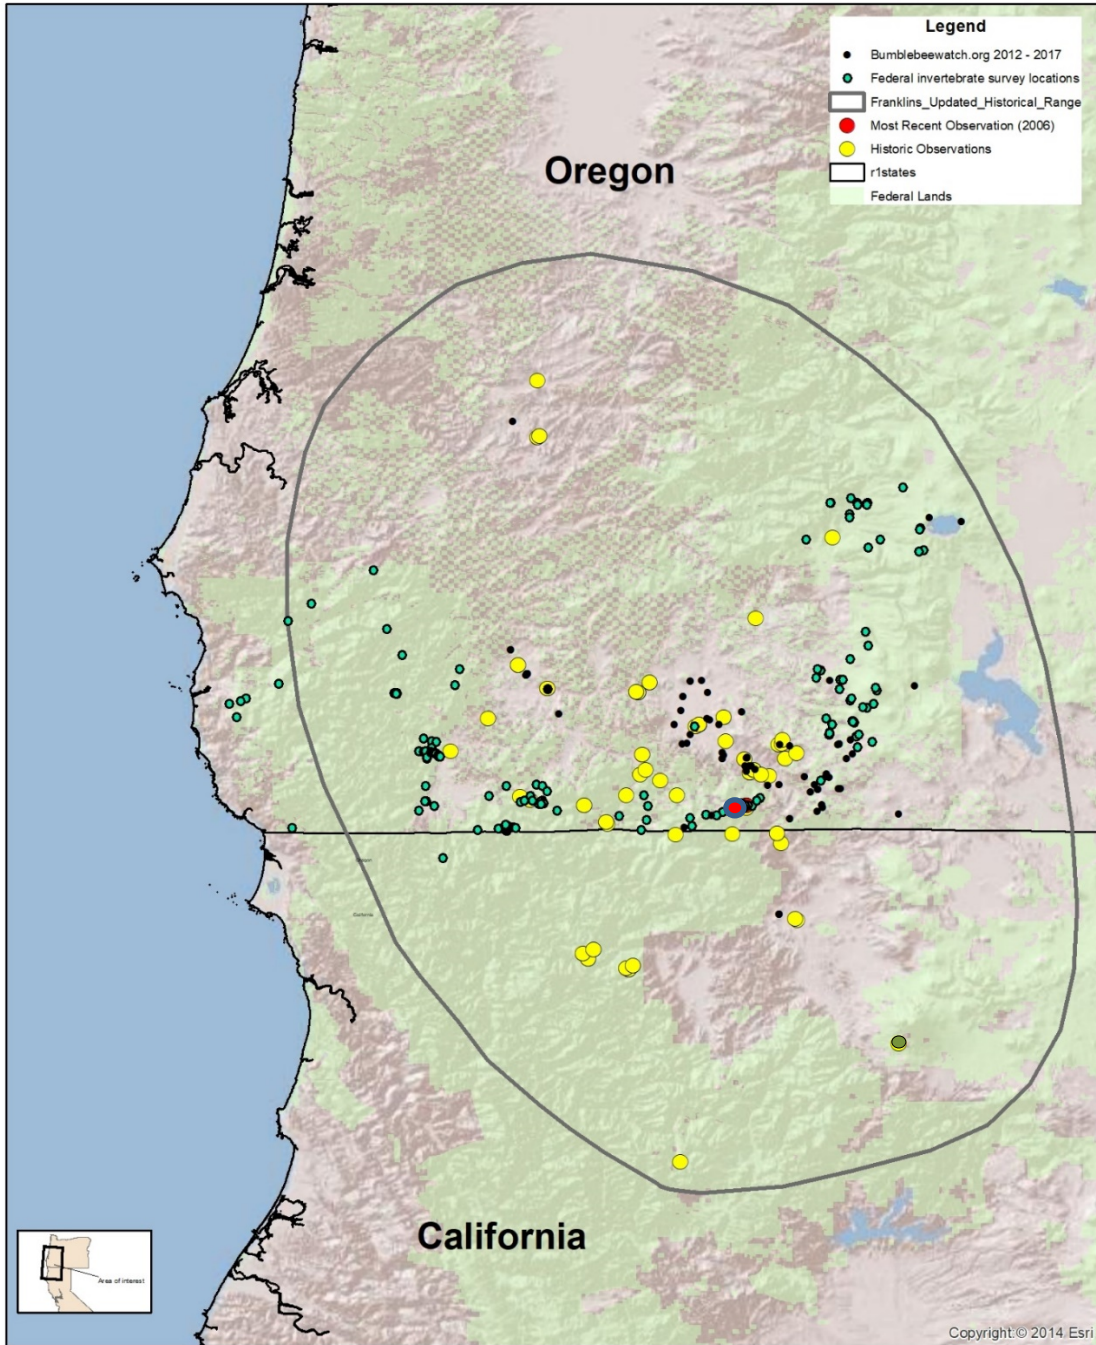 Legend
Bumblebeewatch.org 2012 - 2017
Federal invertebrate survey locations
Franklins_Updated_Historical_Range
Most Recent Observation (2006)
Historic Observations
r1states
Federal Lands
Oregon
California
Area of interest
Copyright:© 2014 Esri